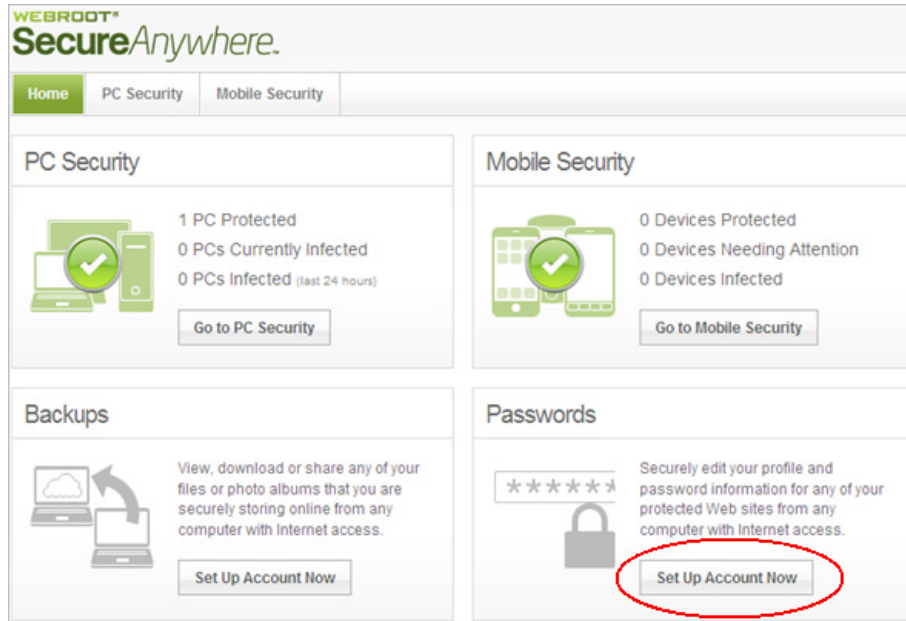 WEBROOT®
SecureAnywhere™
Home PC Security Mobile Security
PC Security
1 PC Protected
0 PCs Currently Infected
0 PCs Infected (last 24 hours)
Go to PC Security
Mobile Security
0 Devices Protected
0 Devices Needing Attention
0 Devices Infected
Go to Mobile Security
Backups
View, download or share any of your
files or photo albums that you are
securely storing online from any
computer with Internet access.
Set Up Account Now
Passwords
******
Securely edit your profile and
password information for any of your
protected Web sites from any
computer with Internet access.
Set Up Account Now